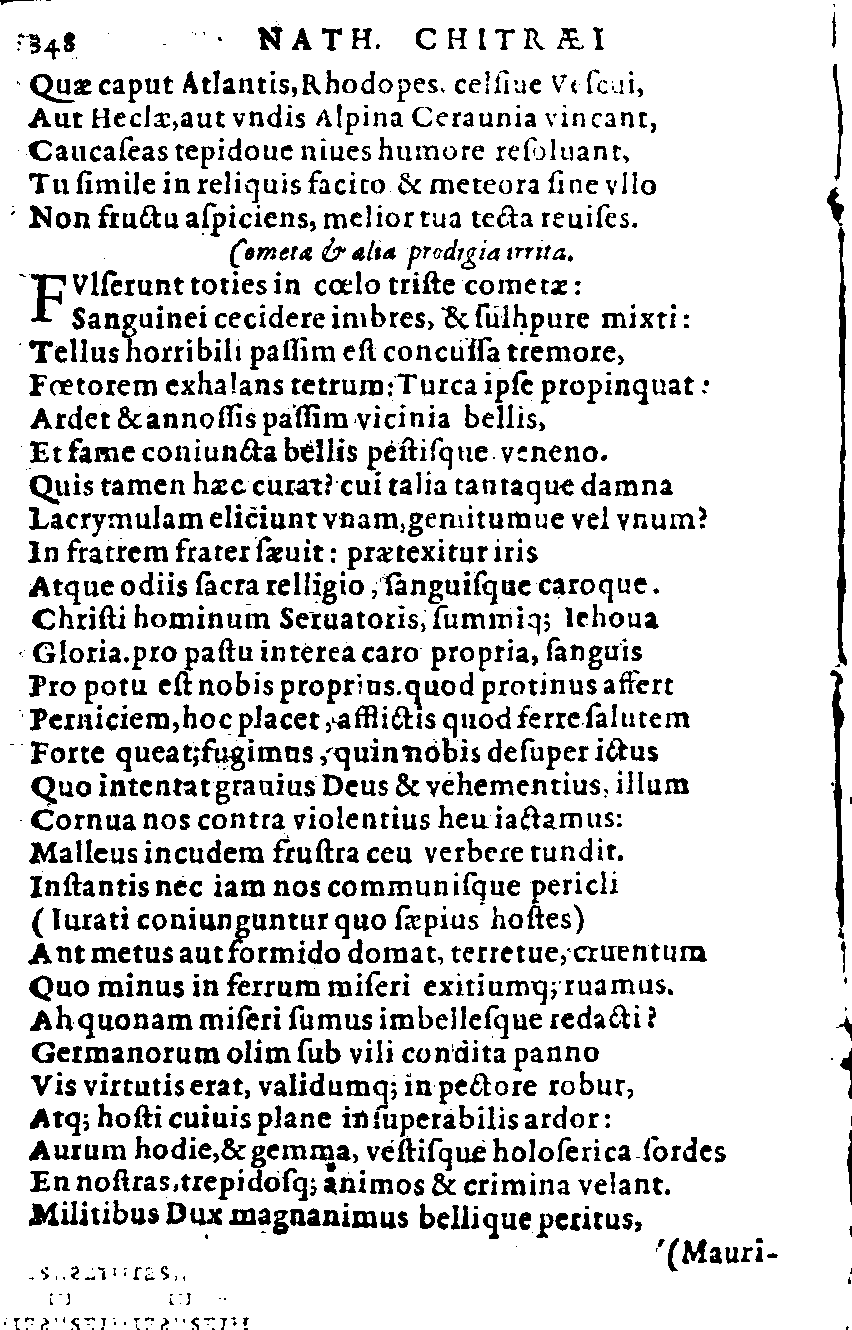 348 NATH. CHITRÆI
Quæ caput Atlantis, Rhodopes. celſiue Veſeui,
Aut Heclæ, aut vndis Alpina Ceraunia vincant,
Caucaſeas tepidoue niues humore reſoluant,
Tu ſimile in reliquis facito & meteora ſine vllo
Non fructu aſpiciens, melior tua tecta reuiſes.
Cometa & alia prodigia irrita.
FVlſerunt toties in cœlo triſte cometæ:
Sanguinei cecidere imbres, & ſulhpure mixti:
Tellus horribili paſſim eſt concuſſa tremore,
Fœtorem exhalans tetrum: Turca ipſe propinquat:
Ardet & annoſſis paſſim vicinia bellis,
Et fame coniuncta bellis peſtiſque veneno.
Quis tamen hæc curat? cui talia tantaque damna
Lacrymulam eliciunt vnam, gemitumue vel vnum?
In fratrem frater ſæuit: prætexitur iris
Atque odiis ſacra relligio, ſanguiſque caroque.
Chriſti hominum Seruatoris, ſummiq; Iehoua
Gloria. pro paſtu interea caro propria, ſanguis
Pro potu eſt nobis proprius. quod protinus affert
Perniciem, hoc placet, afflictis quod ferre ſalutem
Forte queat; fugimus, quin nobis deſuper ictus
Quo intentat grauius Deus & vehementius, illum
Cornua nos contra violentius heu iactamus:
Malleus incudem fruſtra ceu verbere tundit.
Inſtantis nec iam nos communiſque pericli
(Iurati coniunguntur quo ſæpius hoſtes)
Ant metus aut formido domat, terretue, cruentum
Quo minus in ferrum miſeri exitiumq; ruamus.
Ah quonam miſeri ſumus imbelleſque redacti?
Germanorum olim ſub vili condita panno
Vis virtutis erat, validumq; in pectore robur,
Atq; hoſti cuiuis plane inſuperabilis ardor:
Aurum hodie, & gemma, veſtiſque holoſerica ſordes
En noſtras, trepidoſq; animos & crimina velant.
Militibus Dux magnanimus bellique peritus,
(Mauri-